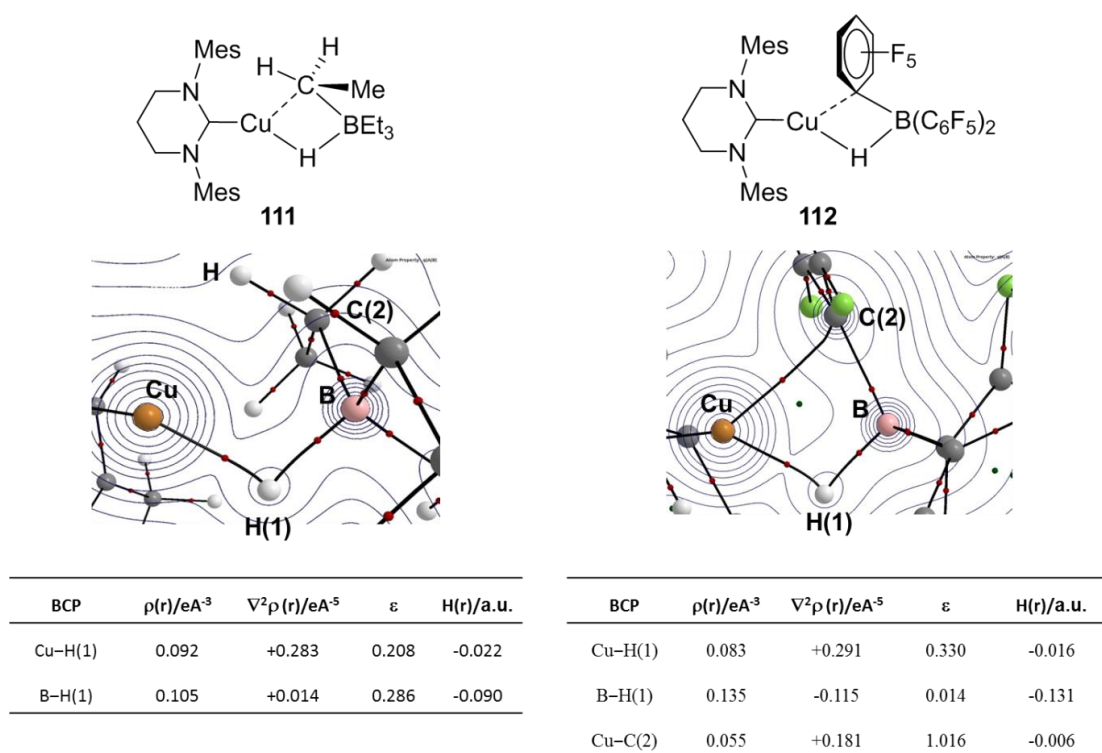 Mes
H
H
N
C
Me
Cu
BEt3
N
H
Mes
111
Mes
F5
N
Cu
B(C6F5)2
N
H
Mes
112
Atom Property: q(A|B)
H
C(2)
Cu
B
H(1)
Atom Property: q(A|B)
C(2)
Cu
B
H(1)
BCP ρ(r)/eA-3 ∇2ρ(r)/eA-5 ε H(r)/a.u.
Cu–H(1) 0.092 +0.283 0.208 -0.022
B–H(1) 0.105 +0.014 0.286 -0.090
BCP ρ(r)/eA-3 ∇2ρ(r)/eA-5 ε H(r)/a.u.
Cu–H(1) 0.083 +0.291 0.330 -0.016
B–H(1) 0.135 -0.115 0.014 -0.131
Cu–C(2) 0.055 +0.181 1.016 -0.006